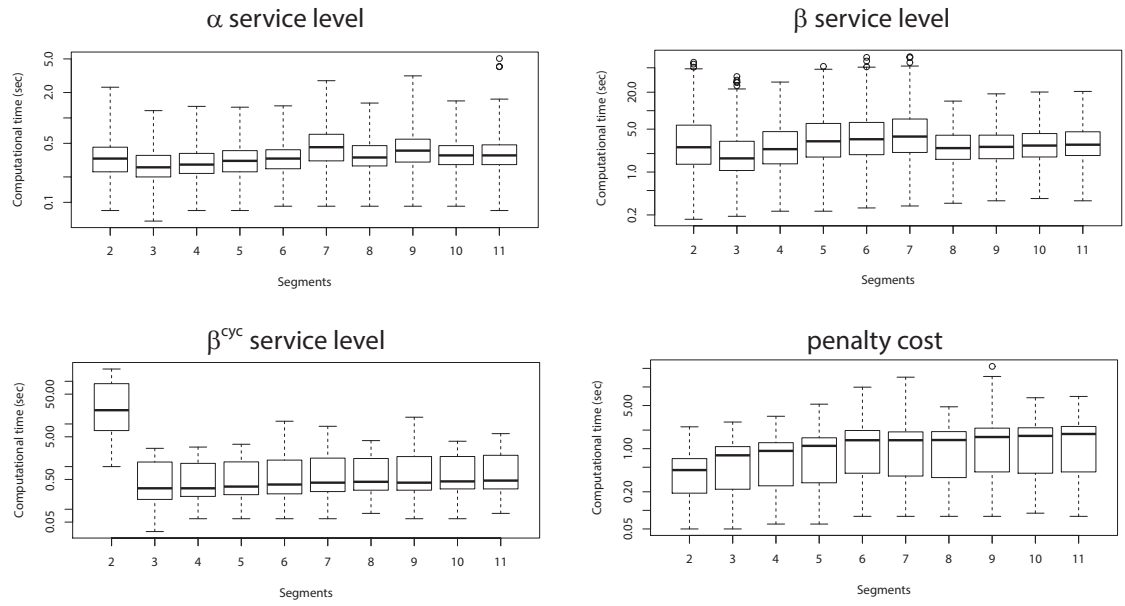 α service level
Computational time (sec)
5.0
2.0
0.5
0.1
2 3 4 5 6 7 8 9 10 11
Segments
β service level
Computational time (sec)
20.0
5.0
1.0
0.2
2 3 4 5 6 7 8 9 10 11
Segments
βcyc service level
Computational time (sec)
50.00
5.00
0.50
0.05
2 3 4 5 6 7 8 9 10 11
Segments
penalty cost
Computational time (sec)
5.00
1.00
0.20
0.05
2 3 4 5 6 7 8 9 10 11
Segments